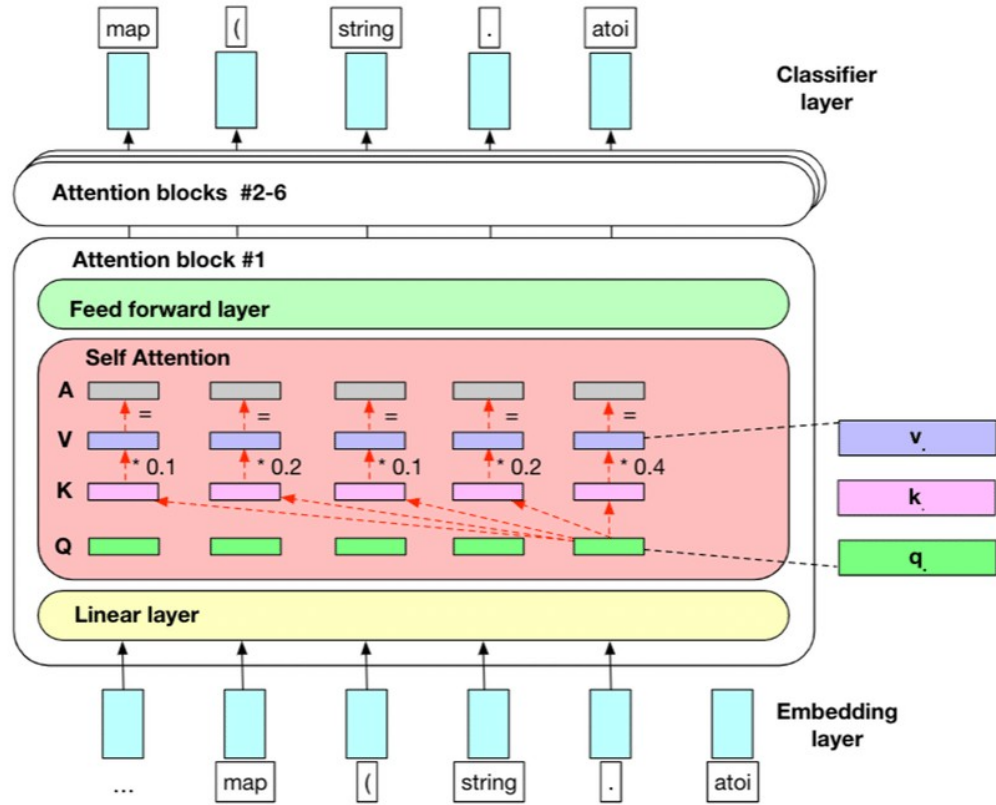 map ( string . atoi
Classifier
layer
Attention blocks #2-6
Attention block #1
Feed forward layer
Self Attention
A
= = = = =
V
v.
* 0.1 * 0.2 * 0.1 * 0.2 * 0.4
K
k.
Q
q.
Linear layer
Embedding
layer
... map ( string . atoi